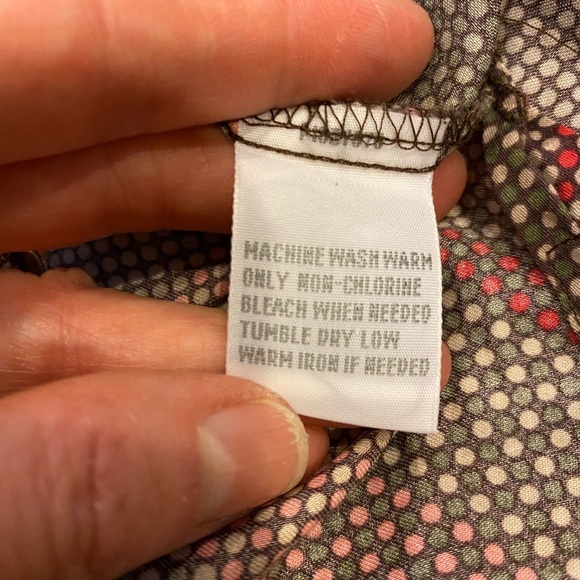 MACHINE WASH WARM
ONLY NON-CHLORINE
BLEACH WHEN NEEDED
TUMBLE DRY LOW
WARM IRON IF NEEDED